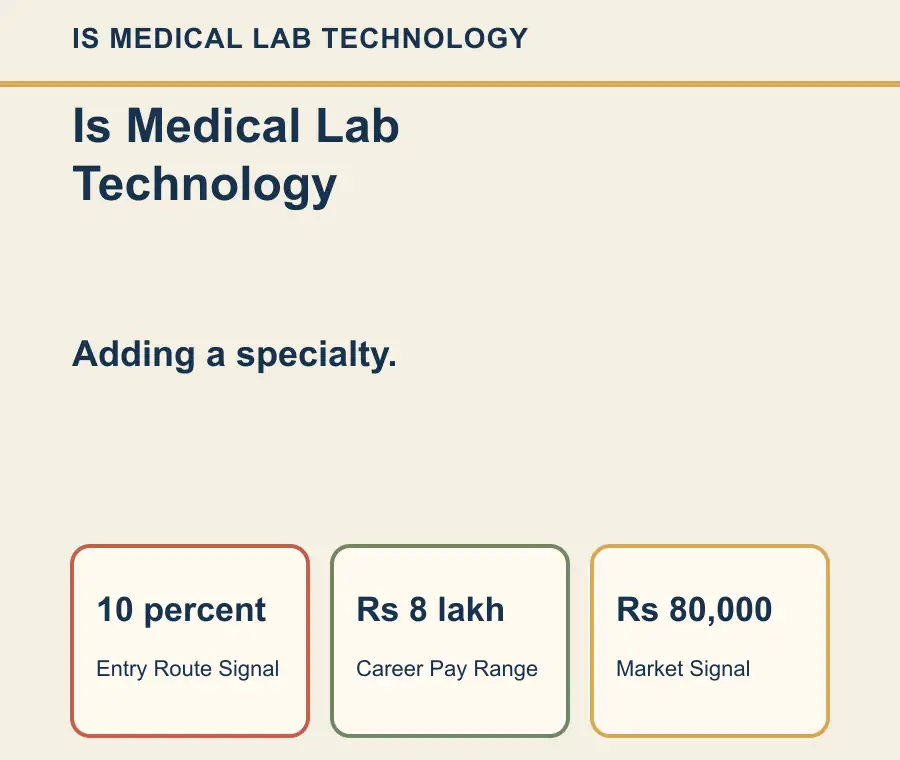 IS MEDICAL LAB TECHNOLOGY
Is Medical Lab
Technology
Adding a specialty.
10 percent
Entry Route Signal
Rs 8 lakh
Career Pay Range
Rs 80,000
Market Signal